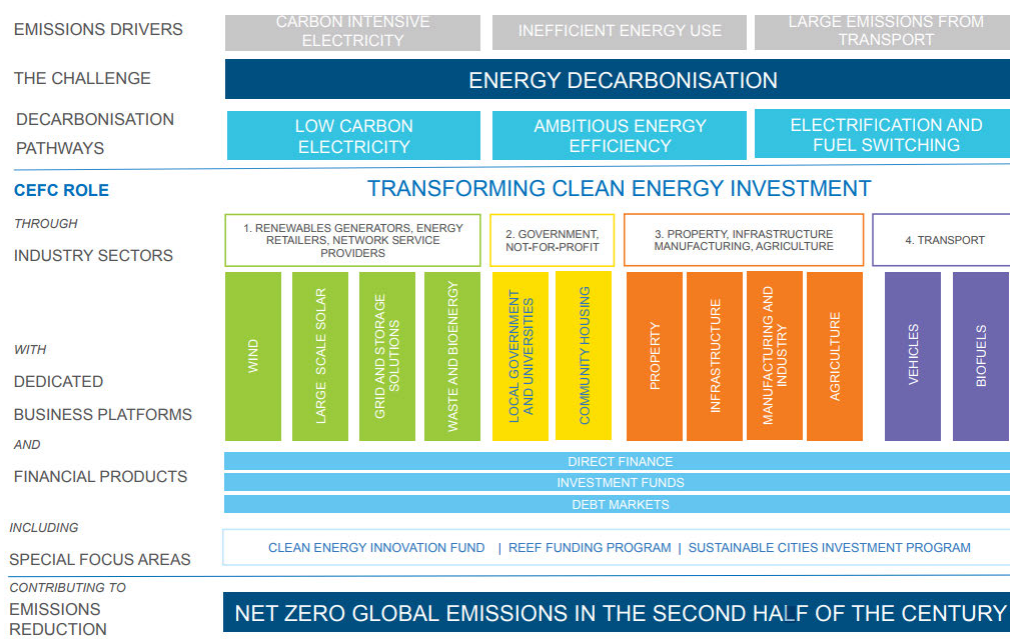 EMISSIONS DRIVERS
CARBON INTENSIVE
ELECTRICITY
INEFFICIENT ENERGY USE
LARGE EMISSIONS FROM
TRANSPORT
THE CHALLENGE
ENERGY DECARBONISATION
DECARBONISATION
PATHWAYS
LOW CARBON
ELECTRICITY
AMBITIOUS ENERGY
EFFICIENCY
ELECTRIFICATION AND
FUEL SWITCHING
CEFC ROLE
TRANSFORMING CLEAN ENERGY INVESTMENT
THROUGH
INDUSTRY SECTORS
1. RENEWABLES GENERATORS, ENERGY
RETAILERS, NETWORK SERVICE
PROVIDERS
2. GOVERNMENT,
NOT-FOR-PROFIT
3. PROPERTY, INFRASTRUCTURE
MANUFACTURING, AGRICULTURE
4. TRANSPORT
WITH
DEDICATED
BUSINESS PLATFORMS
WIND
LARGE SCALE SOLAR
GRID AND STORAGE
SOLUTIONS
WASTE AND BIOENERGY
LOCAL GOVERNMENT
AND UNIVERSITIES
COMMUNITY HOUSING
PROPERTY
INFRASTRUCTURE
MANUFACTURING AND
INDUSTRY
AGRICULTURE
VEHICLES
BIOFUELS
AND
FINANCIAL PRODUCTS
DIRECT FINANCE
INVESTMENT FUNDS
DEBT MARKETS
INCLUDING
SPECIAL FOCUS AREAS
CLEAN ENERGY INNOVATION FUND | REEF FUNDING PROGRAM | SUSTAINABLE CITIES INVESTMENT PROGRAM
CONTRIBUTING TO
EMISSIONS
REDUCTION
NET ZERO GLOBAL EMISSIONS IN THE SECOND HALF OF THE CENTURY